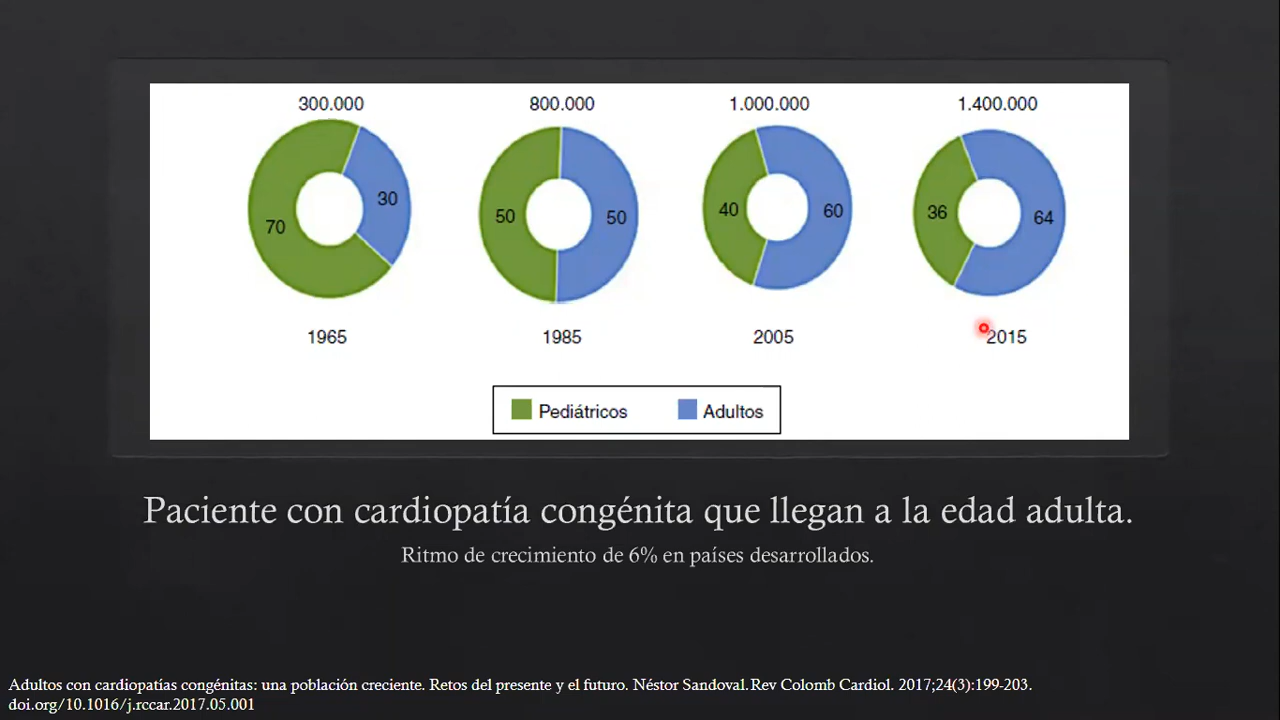 300.000 800.000 1.000.000 1.400.000
70 30 50 50 40 60 36 64
1965 1985 2005 2015
Pediátricos Adultos
Paciente con cardiopatía congénita que llegan a la edad adulta.
Ritmo de crecimiento de 6% en países desarrollados.
Adultos con cardiopatías congénitas: una población creciente. Retos del presente y el futuro. Néstor Sandoval. Rev Colomb Cardiol. 2017;24(3):199-203.
doi.org/10.1016/j.rccar.2017.05.001